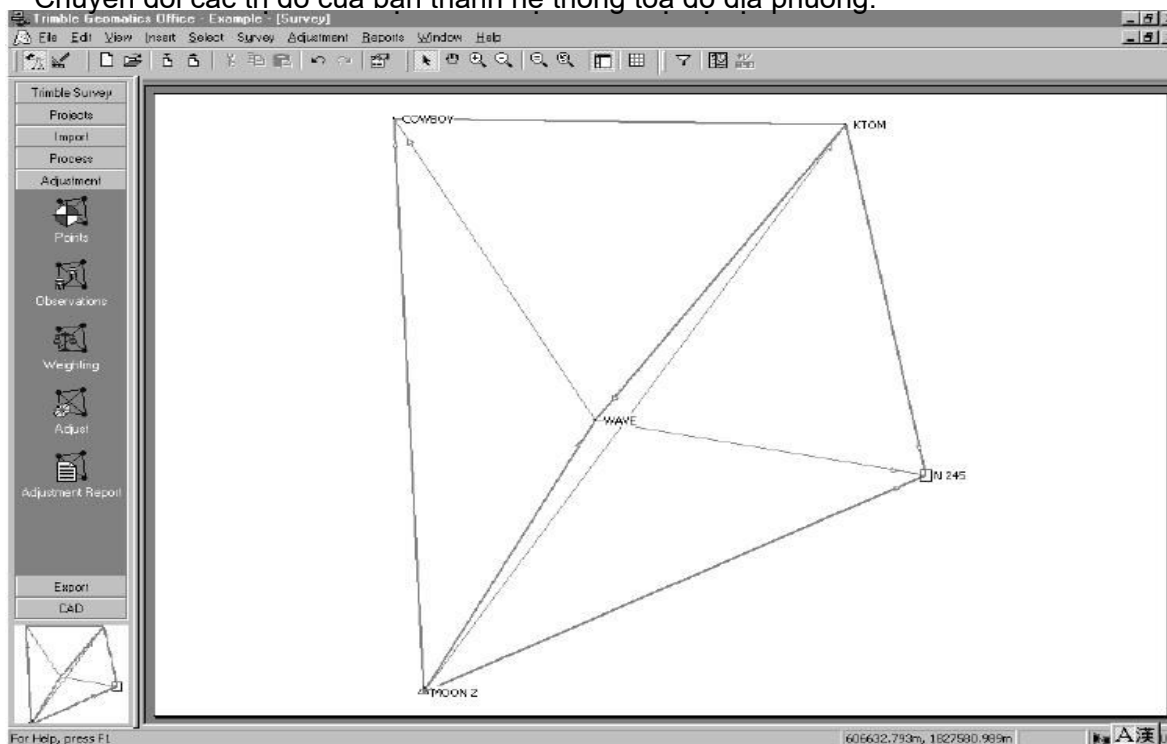 Chuyển đổi các trị đo của bạn thành hệ thống toạ độ địa phương.
Trimble Geomatics Office - Example - [Survey]
File Edit View Insert Select Survey Adjustment Reports Window Help
Trimble Survey
Projects
Import
Process
Adjustment
Points
Observations
Weighting
Adjust
Adjustment Report
Export
CAD
COWBOY
KTOM
WAVE
N 245
MOON Z
For Help, press F1
606632.793m, 1827580.989m
A漢